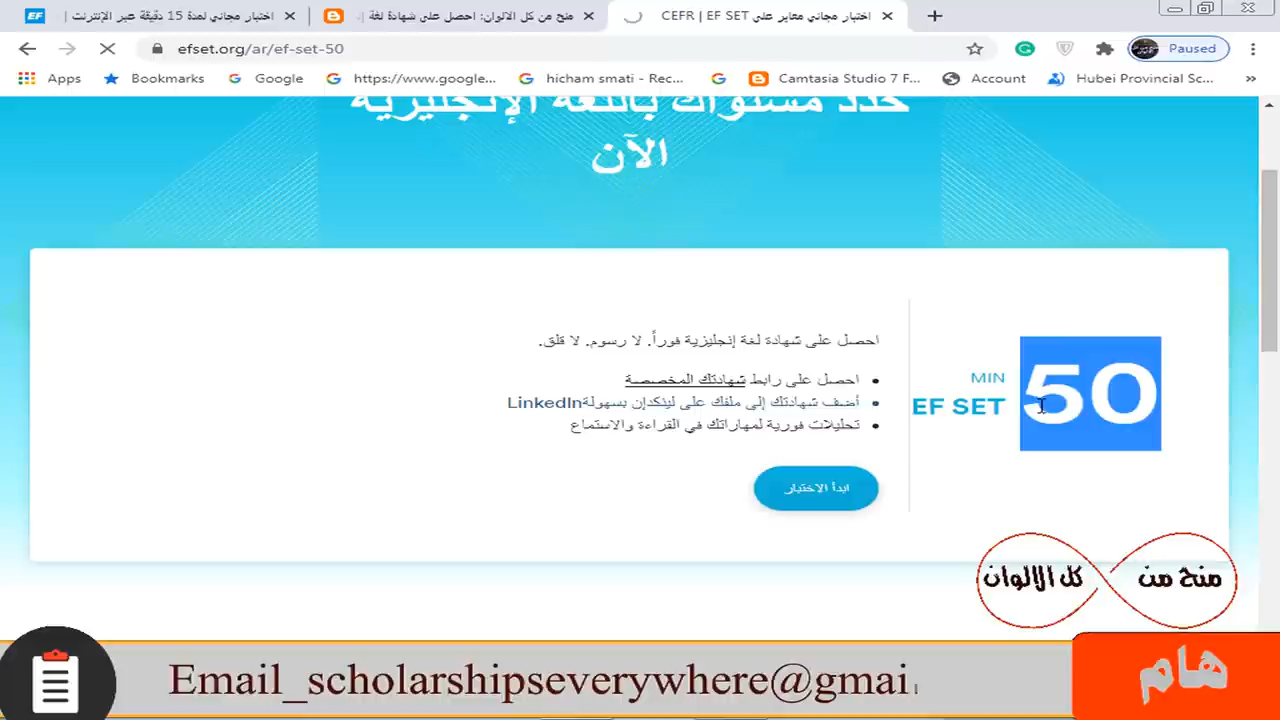 اختبار مجاني لمدة 15 دقيقة عبر الإنترنت
منح من كل الالوان: احصل على شهادة لغة
اختبار مجاني معاير على CEFR | EF SET
efset.org/ar/ef-set-50
Paused
Apps
Bookmarks
Google
https://www.google...
hicham smati - Rec...
Camtasia Studio 7 F...
Account
Hubei Provincial Sc...
حدد مستواك باللغة الإنجليزية
الآن
50
MIN
EF SET
احصل على شهادة لغة إنجليزية فوراً. لا رسوم. لا قلق.
احصل على رابط شهادتك المخصصة
أضف شهادتك إلى ملفك على لينكدإن بسهولةLinkedIn
تحليلات فورية لمهاراتك في القراءة والاستماع
ابدأ الاختبار
منح من كل الالوان
Email_scholarshipseverywhere@gmai
هام